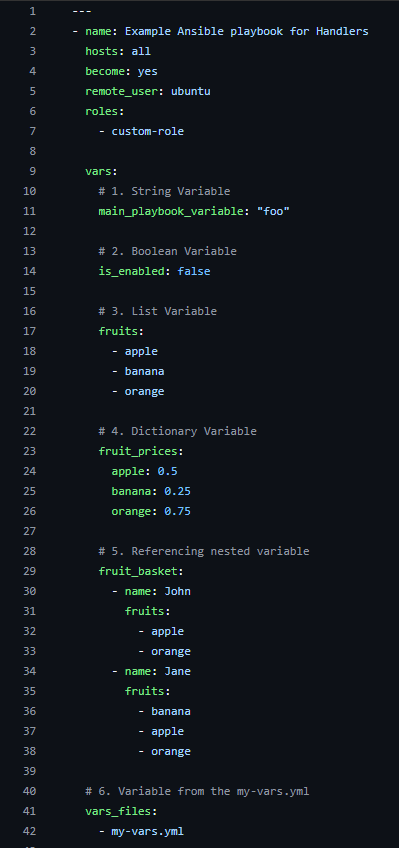 1 ---
2 - name: Example Ansible playbook for Handlers
3   hosts: all
4   become: yes
5   remote_user: ubuntu
6   roles:
7     - custom-role
8
9   vars:
10     # 1. String Variable
11     main_playbook_variable: "foo"
12
13     # 2. Boolean Variable
14     is_enabled: false
15
16     # 3. List Variable
17     fruits:
18       - apple
19       - banana
20       - orange
21
22     # 4. Dictionary Variable
23     fruit_prices:
24       apple: 0.5
25       banana: 0.25
26       orange: 0.75
27
28     # 5. Referencing nested variable
29     fruit_basket:
30       - name: John
31         fruits:
32           - apple
33           - orange
34       - name: Jane
35         fruits:
36           - banana
37           - apple
38           - orange
39
40   # 6. Variable from the my-vars.yml
41   vars_files:
42     - my-vars.yml